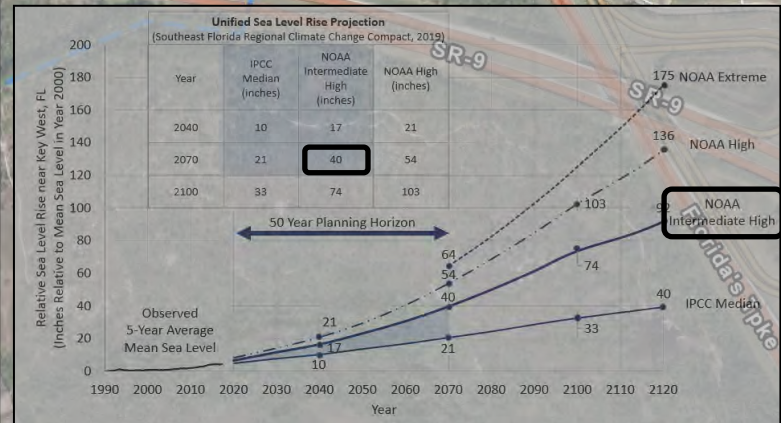 Unified Sea Level Rise Projection
(Southeast Florida Regional Climate Change Compact, 2019)
Year
IPCC
Median
(inches)
NOAA
Intermediate
High
(inches)
NOAA High
(inches)
2040 10 17 21
2070 21 40 54
2100 33 74 103
SR-9
SR-9
Florida's
Relative Sea Level Rise near Key West, FL
(Inches Relative to Mean Sea Level in Year 2000)
200
180
160
140
120
100
80
60
40
20
0
50 Year Planning Horizon
Observed
5-Year Average
Mean Sea Level
175 NOAA Extreme
136
NOAA High
103
92
NOAA
Intermediate High
74
64
54
40
40
IPCC Median
33
21
21
17
10
1990 2000 2010 2020 2030 2040 2050 2060 2070 2080 2090 2100 2110 2120
Year